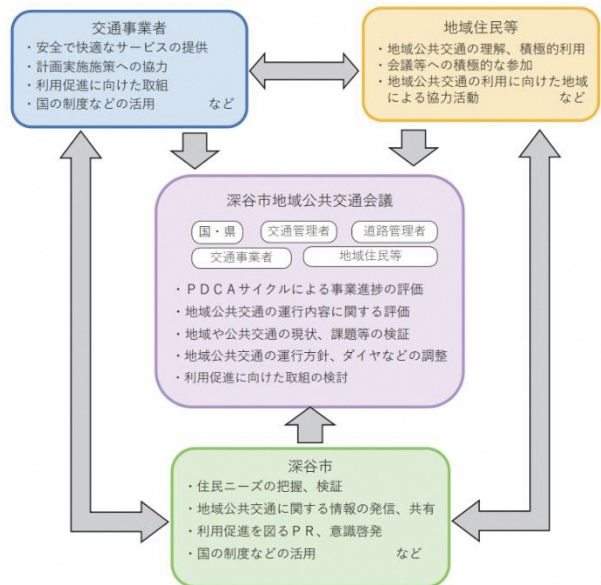 交通事業者
・安全で快適なサービスの提供
・計画実施施策への協力
・利用促進に向けた取組
・国の制度などの活用　　　　など
地域住民等
・地域公共交通の理解、積極的利用
・会議等への積極的な参加
・地域公共交通の利用に向けた地域
による協力活動　　　　など
深谷市地域公共交通会議
国・県　交通管理者　道路管理者
交通事業者　地域住民等
・ＰＤＣＡサイクルによる事業進捗の評価
・地域公共交通の運行内容に関する評価
・地域や公共交通の現状、課題等の検証
・地域公共交通の運行方針、ダイヤなどの調整
・利用促進に向けた取組の検討
深谷市
・住民ニーズの把握、検証
・地域公共交通に関する情報の発信、共有
・利用促進を図るＰＲ、意識啓発
・国の制度などの活用　　　　など